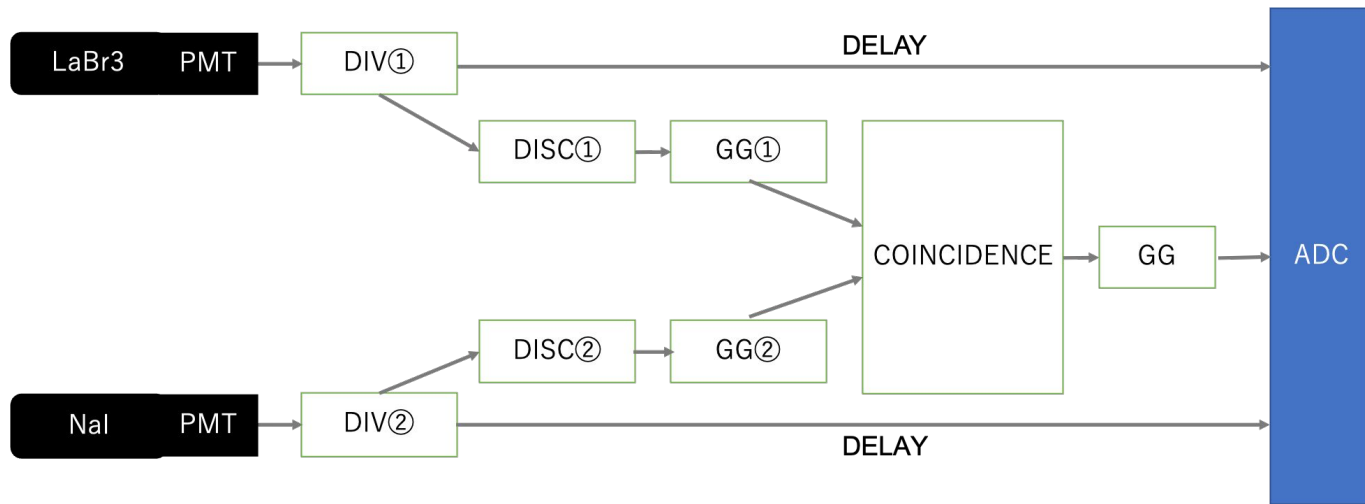 LaBr3 PMT DIV① DELAY
DISC① GG①
COINCIDENCE GG ADC
DISC② GG②
NaI PMT DIV② DELAY